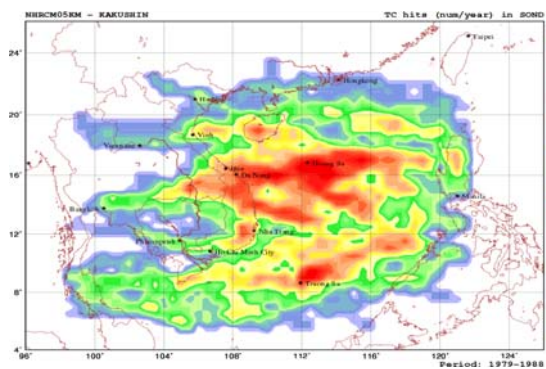 NHRCM05KM - KAKUSHIN TC hits (num/year) in SOND
24°
20°
16°
12°
8°
4°
96° 100° 104° 108° 112° 116° 120° 124°
Taipei
Hongkong
Hanoi
Vinh
Vientiane
Hue
Hoang Sa
Da Nang
Bangkok
Manila
Nha Trang
Phnompenh
Ho Chi Minh City
Truong Sa
Period: 1979-1988